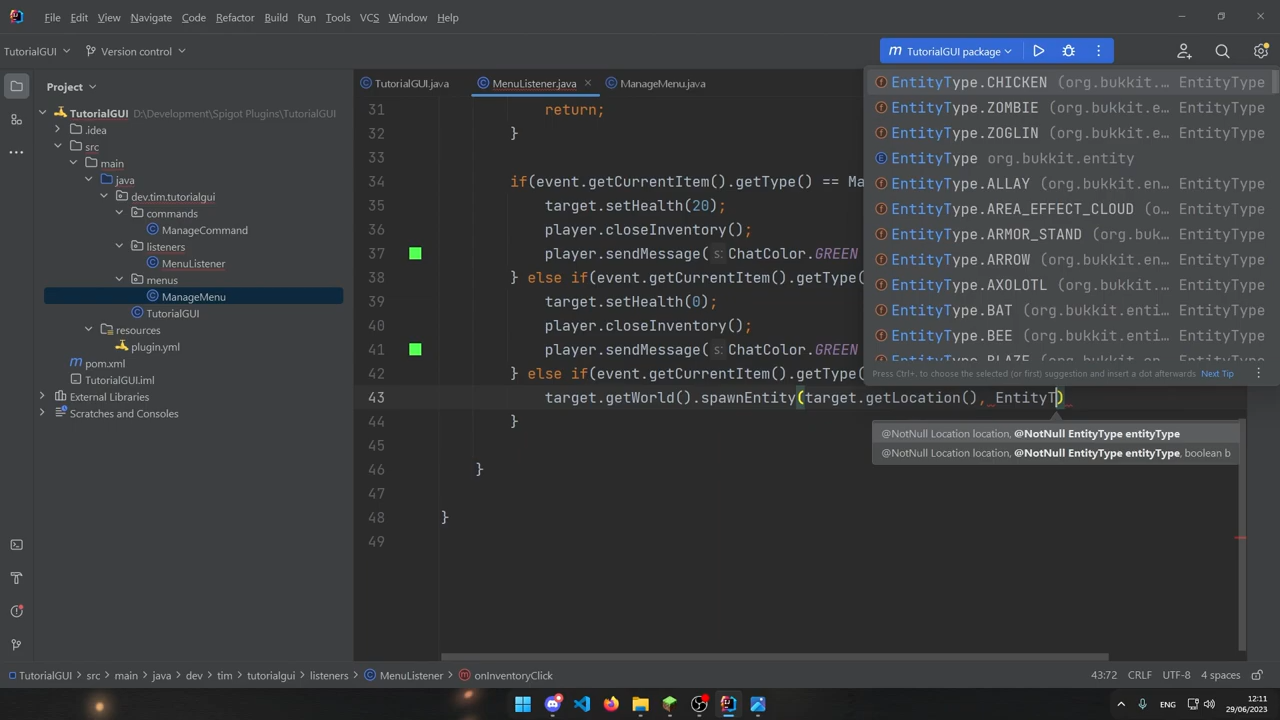 File Edit View Navigate Code Refactor Build Run Tools VCS Window Help
TutorialGUI Version control TutorialGUI package
Project
TutorialGUI D:\Development\Spigot Plugins\TutorialGUI
.idea
src
main
java
dev.tim.tutorialgui
commands
ManageCommand
listeners
MenuListener
menus
ManageMenu
TutorialGUI
resources
plugin.yml
pom.xml
TutorialGUI.iml
External Libraries
Scratches and Consoles
TutorialGUI.java MenuListener.java ManageMenu.java
31 return;
32 }
33
34 if(event.getCurrentItem().getType() == Ma
35 target.setHealth(20);
36 player.closeInventory();
37 player.sendMessage( s: ChatColor.GREEN
38 } else if(event.getCurrentItem().getType(
39 target.setHealth(0);
40 player.closeInventory();
41 player.sendMessage( s: ChatColor.GREEN
42 } else if(event.getCurrentItem().getType(
43 target.getWorld().spawnEntity(target.getLocation(), EntityT)
44 }
45
46 }
47
48 }
49
EntityType.CHICKEN (org.bukkit.… EntityType
EntityType.ZOMBIE (org.bukkit.e… EntityType
EntityType.ZOGLIN (org.bukkit.e… EntityType
EntityType org.bukkit.entity
EntityType.ALLAY (org.bukkit.en… EntityType
EntityType.AREA_EFFECT_CLOUD (o… EntityType
EntityType.ARMOR_STAND (org.buk… EntityType
EntityType.ARROW (org.bukkit.en… EntityType
EntityType.AXOLOTL (org.bukkit.… EntityType
EntityType.BAT (org.bukkit.enti… EntityType
EntityType.BEE (org.bukkit.enti… EntityType
EntityType.BLAZE (org.bukkit.en… EntityType
Press Ctrl+. to choose the selected (or first) suggestion and insert a dot afterwards Next Tip
@NotNull Location location, @NotNull EntityType entityType
@NotNull Location location, @NotNull EntityType entityType, boolean b
TutorialGUI > src > main > java > dev > tim > tutorialgui > listeners > MenuListener > onInventoryClick 43:72 CRLF UTF-8 4 spaces
ENG 12:11
29/06/2023